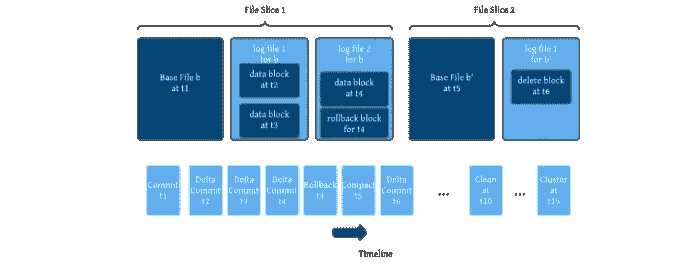 File Slice 1
File Slice 2
Base File b
at t1
log file 1
for b
data block
at t2
data block
at t3
log file 2
for b
data block
at t4
rollback block
for t4
Base File b'
at t5
log file 1
for b'
delete block
at t6
Commit
t1
Delta
Commit
t2
Delta
Commit
t3
Delta
Commit
t4
Rollback
t4
Compact
t5
Delta
Commit
t6
...
Clean
at
t10
...
Cluster
at
t15
Timeline